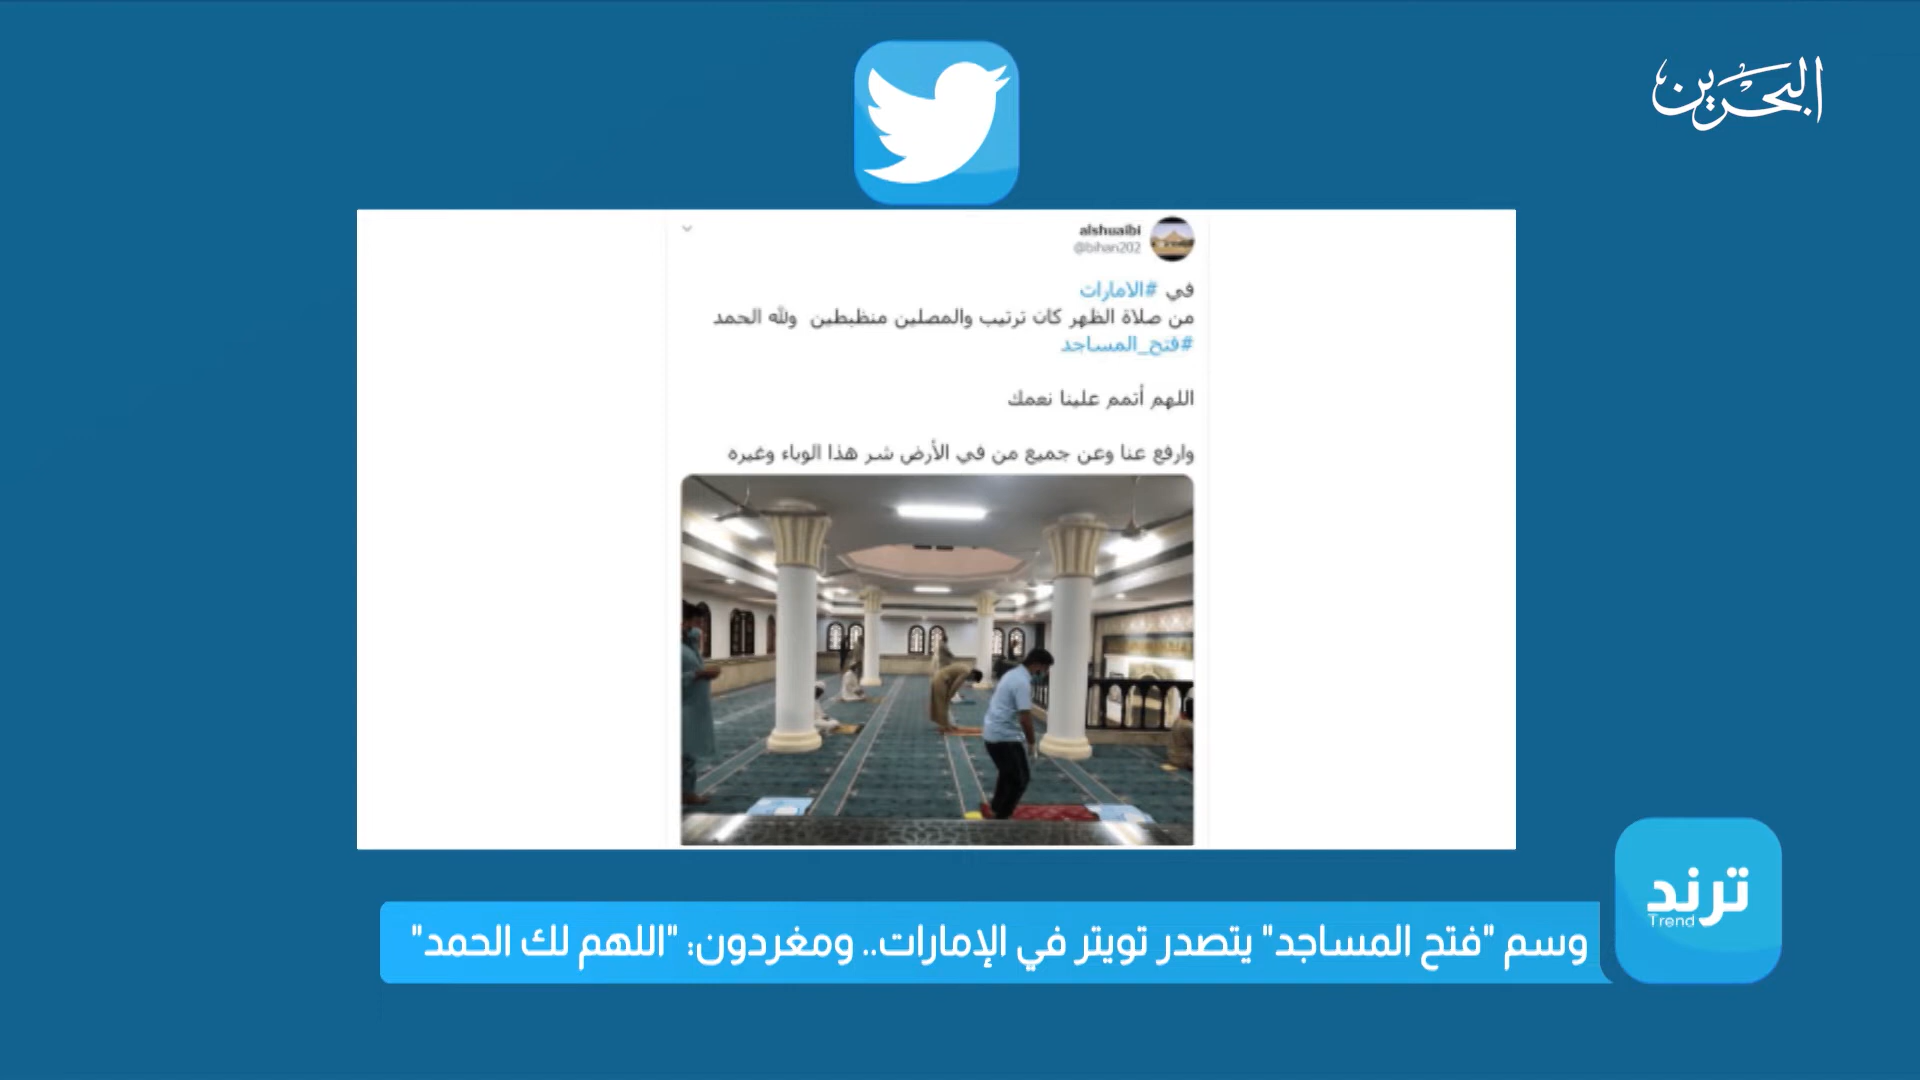 البحرين
alshuaibi
@bihan202
في #الامارات
من صلاة الظهر كان ترتيب والمصلين منظبطين ولله الحمد
#فتح_المساجد
اللهم أتمم علينا نعمك
وارفع عنا وعن جميع من في الأرض شر هذا الوباء وغيره
ترند
Trend
وسم "فتح المساجد" يتصدر تويتر في الإمارات.. ومغردون: "اللهم لك الحمد"